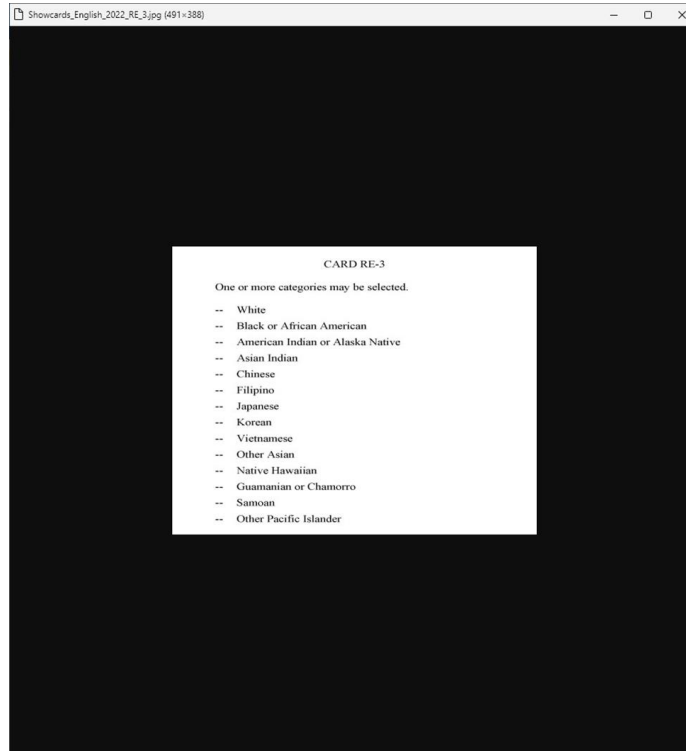 Showcards_English_2022_RE_3.jpg (491×388)
CARD RE-3
One or more categories may be selected.
-- White
-- Black or African American
-- American Indian or Alaska Native
-- Asian Indian
-- Chinese
-- Filipino
-- Japanese
-- Korean
-- Vietnamese
-- Other Asian
-- Native Hawaiian
-- Guamanian or Chamorro
-- Samoan
-- Other Pacific Islander